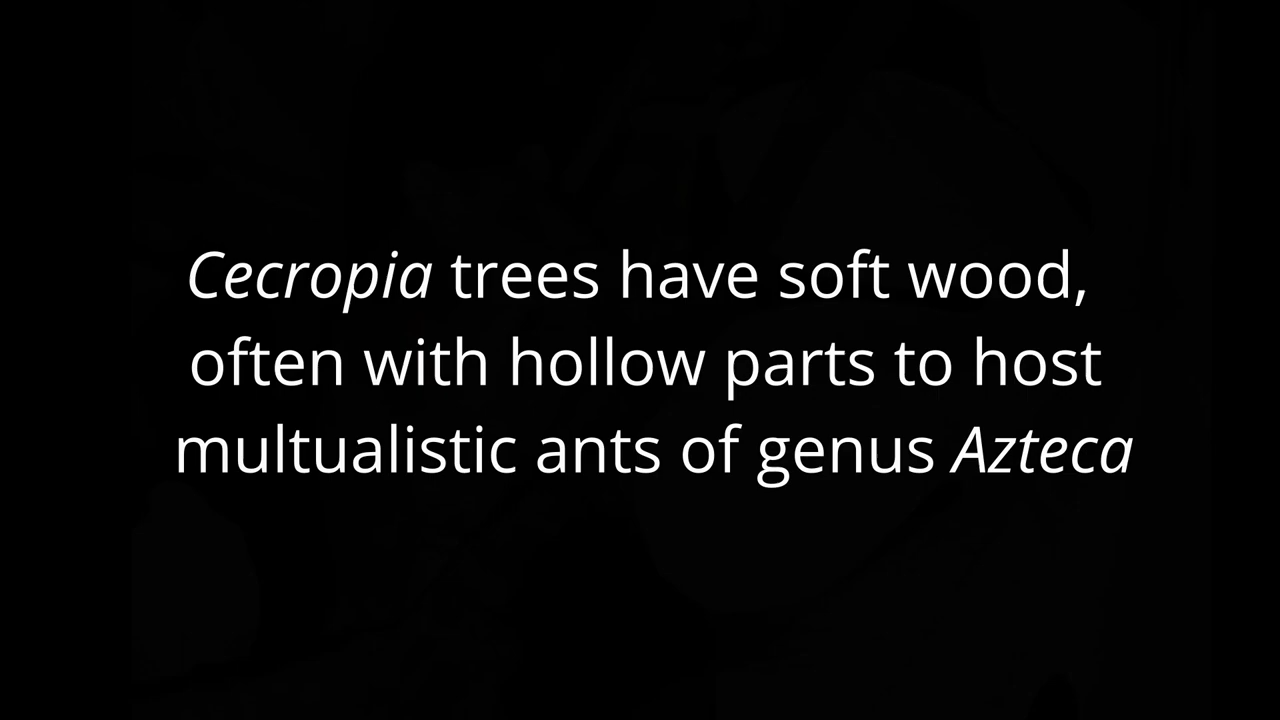 Cecropia trees have soft wood,
often with hollow parts to host
multualistic ants of genus Azteca